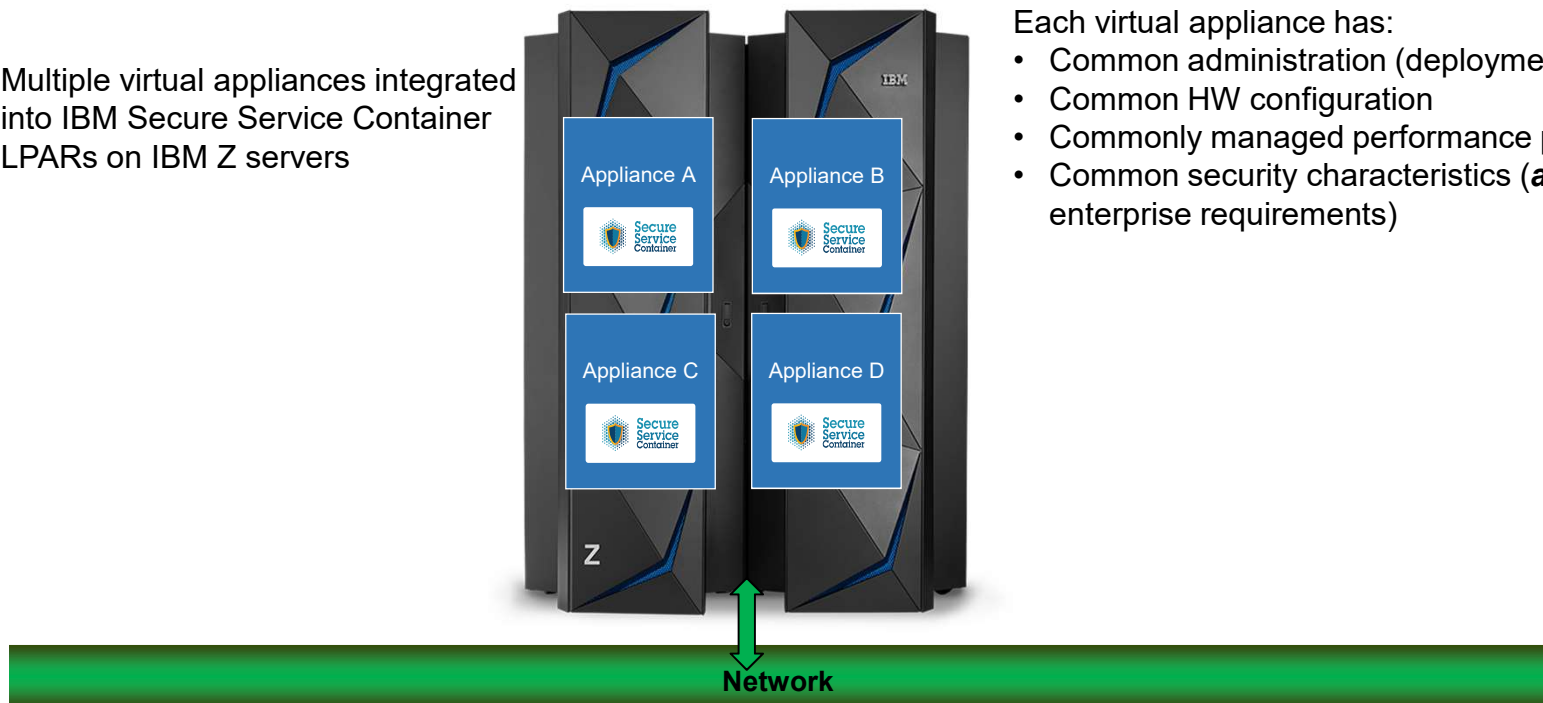 Multiple virtual appliances integrated
into IBM Secure Service Container
LPARs on IBM Z servers
Each virtual appliance has:
• Common administration
• Common HW configuration
• Commonly managed performance
• Common security characteristics (
enterprise requirements)
IBM
Appliance A
Secure
Service
Container
Appliance B
Secure
Service
Container
Appliance C
Secure
Service
Container
Appliance D
Secure
Service
Container
Z
Network